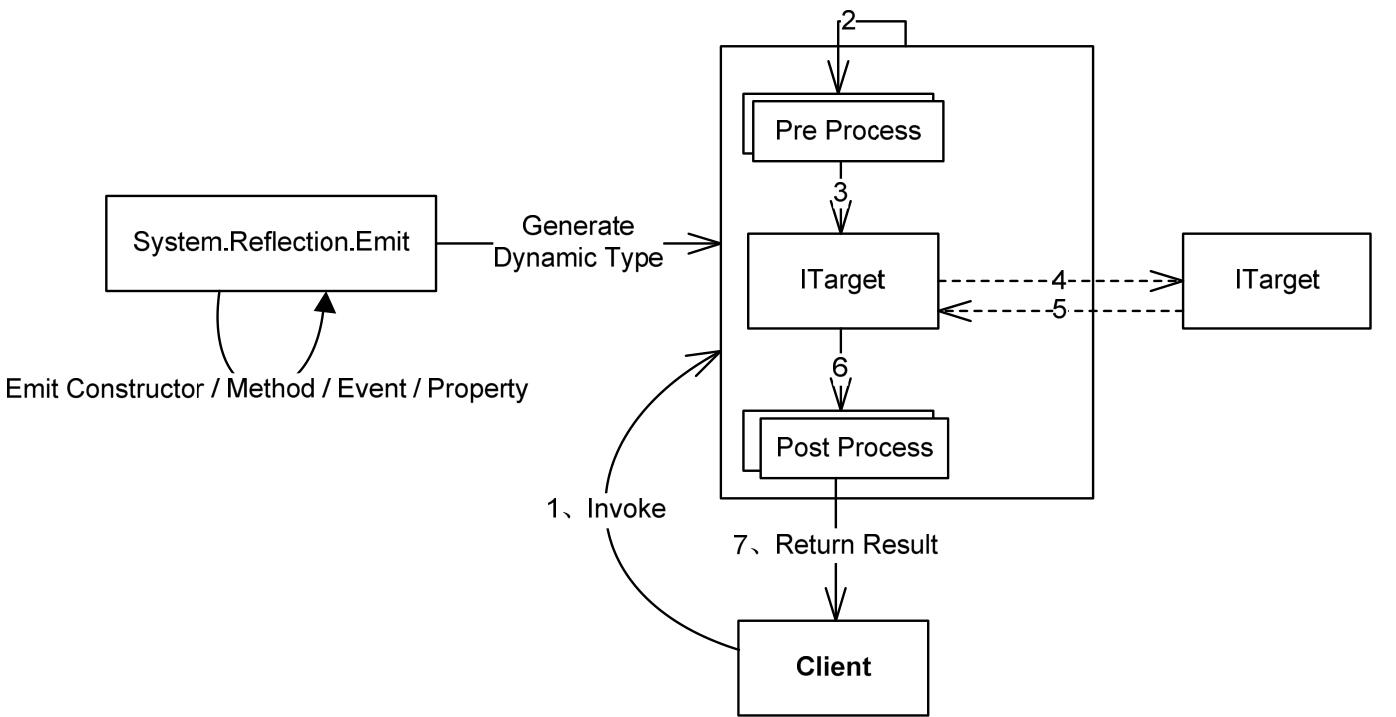 2
Pre Process
3
System.Reflection.Emit
Generate
Dynamic Type
ITarget
4
ITarget
5
6
Emit Constructor / Method / Event / Property
Post Process
1、Invoke
7、Return Result
Client